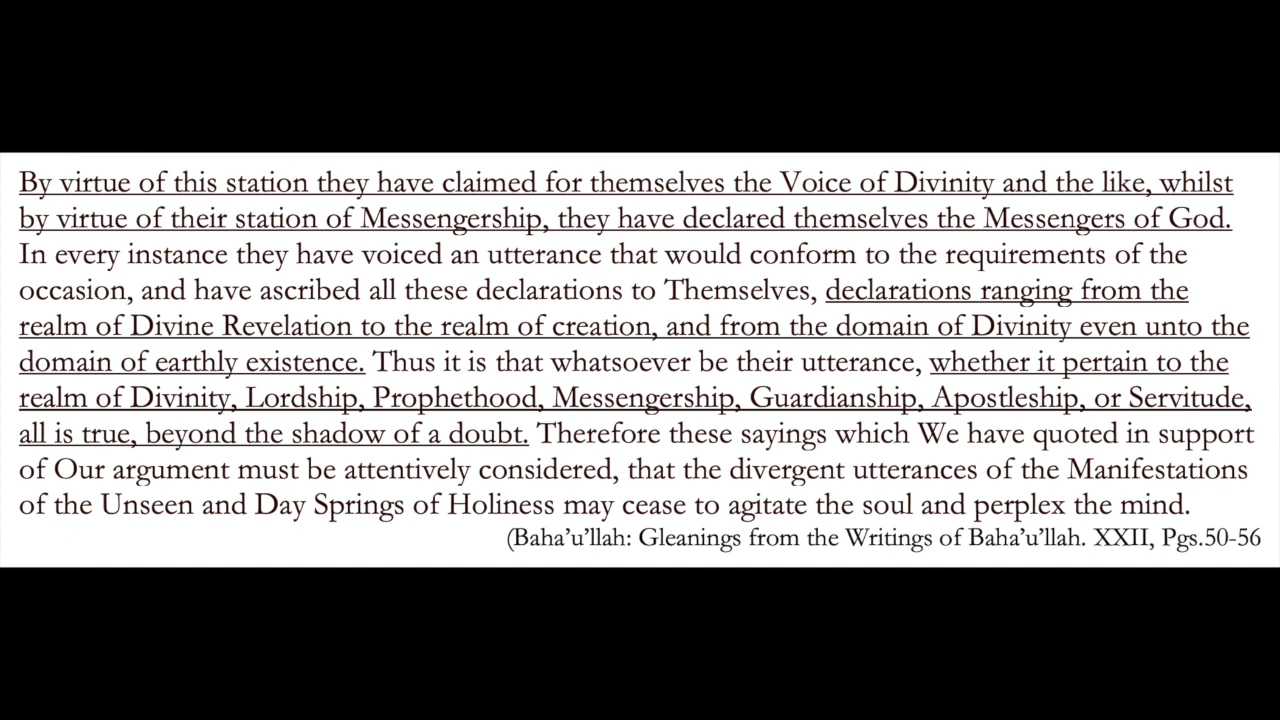 By virtue of this station they have claimed for themselves the Voice of Divinity and the like, whilst
by virtue of their station of Messengership, they have declared themselves the Messengers of God.
In every instance they have voiced an utterance that would conform to the requirements of the
occasion, and have ascribed all these declarations to Themselves, declarations ranging from the
realm of Divine Revelation to the realm of creation, and from the domain of Divinity even unto the
domain of earthly existence. Thus it is that whatsoever be their utterance, whether it pertain to the
realm of Divinity, Lordship, Prophethood, Messengership, Guardianship, Apostleship, or Servitude,
all is true, beyond the shadow of a doubt. Therefore these sayings which We have quoted in support
of Our argument must be attentively considered, that the divergent utterances of the Manifestations
of the Unseen and Day Springs of Holiness may cease to agitate the soul and perplex the mind.
(Baha’u’llah: Gleanings from the Writings of Baha’u’llah. XXII, Pgs.50-56